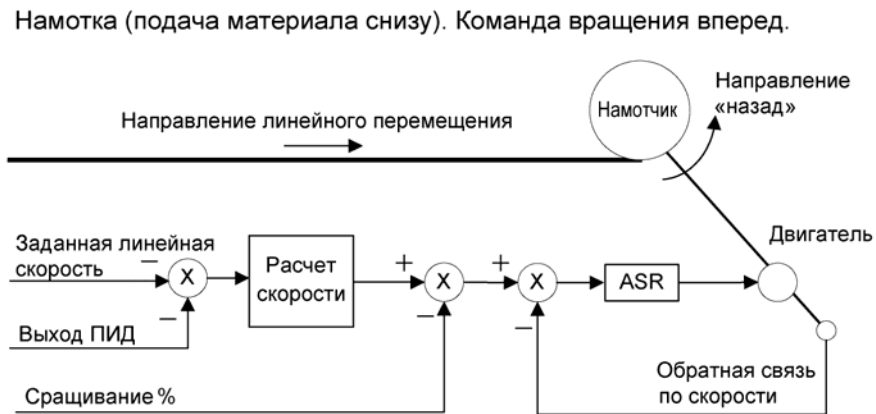 Намотка (подача материала снизу). Команда вращения вперед.
Направление
«назад»
Намотчик
Направление линейного перемещения
Двигатель
Заданная линейная
скорость
−
X
−
Расчет
скорости
+
X
−
+
X
−
ASR
Выход ПИД
Обратная связь
по скорости
Сращивание %